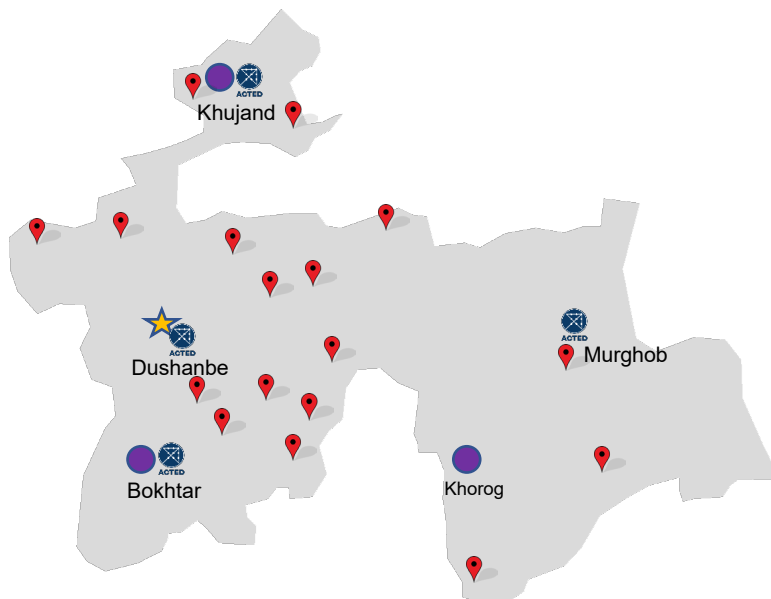 ACTED
Khujand
ACTED
Murghob
ACTED
Dushanbe
ACTED
Bokhtar
Khorog